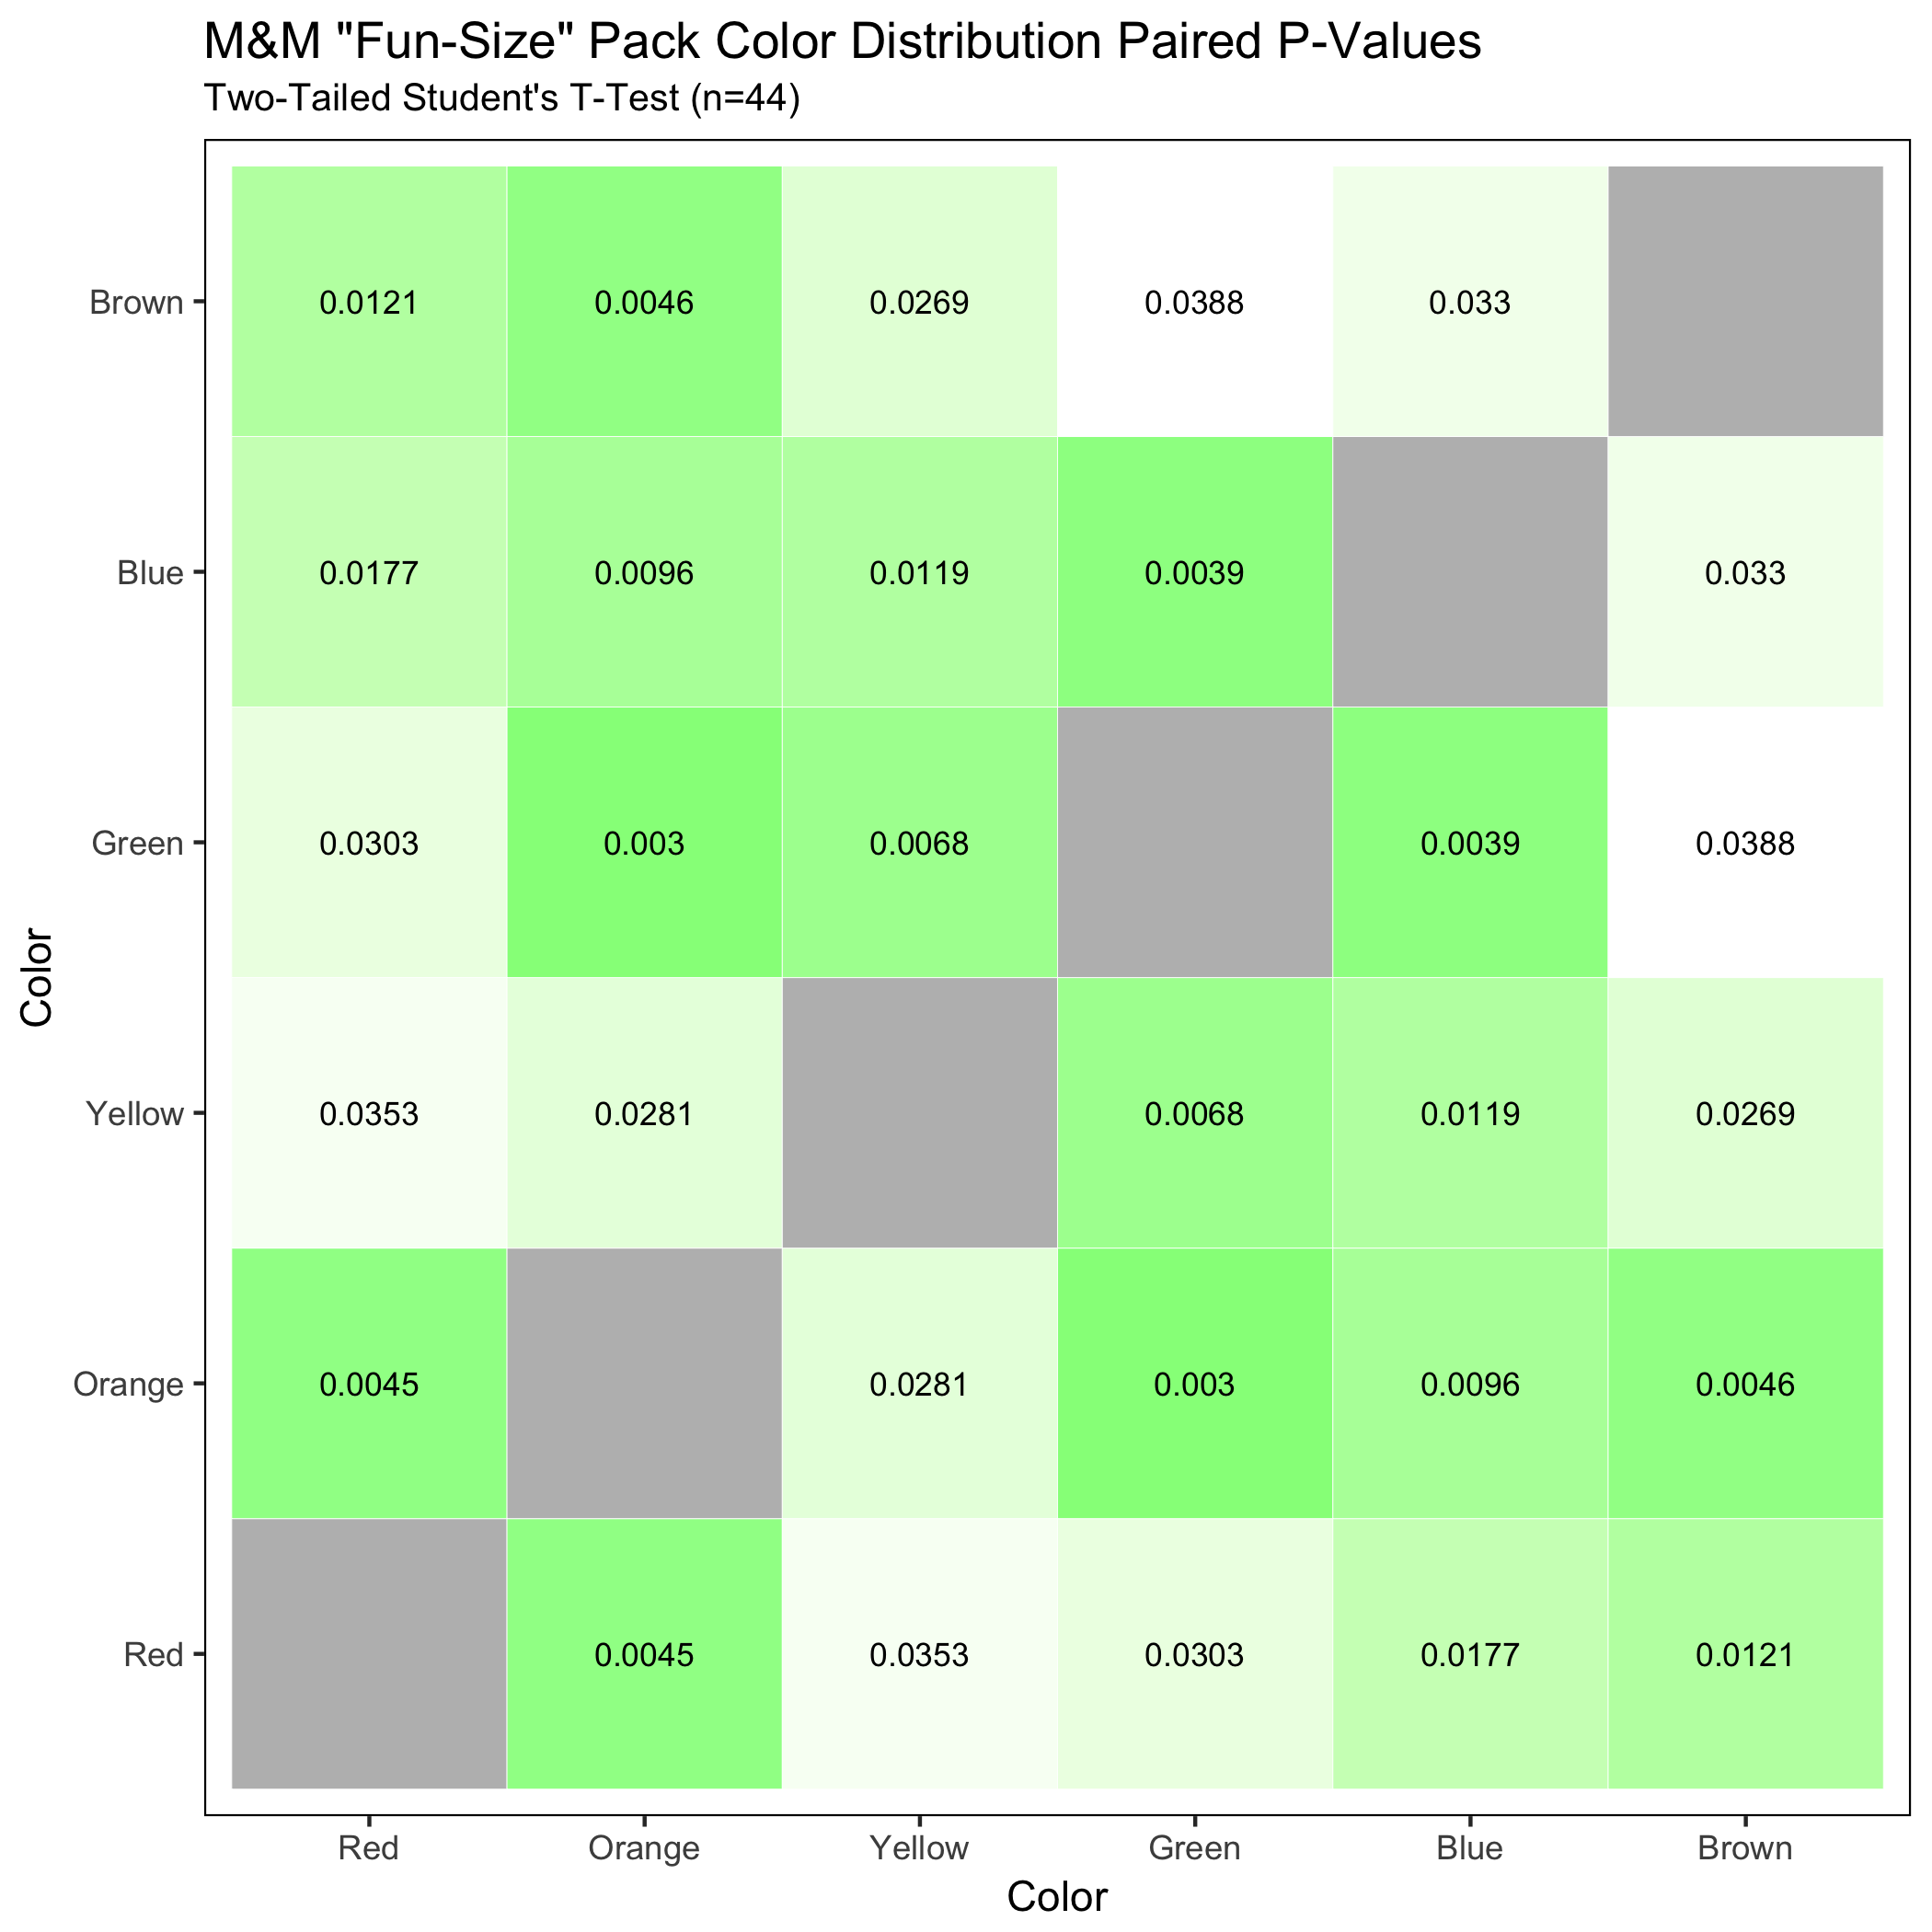 M&M "Fun-Size" Pack Color Distribution Paired P-Values
Two-Tailed Student's T-Test (n=44)
Color
Brown 0.0121 0.0046 0.0269 0.0388 0.033
Blue 0.0177 0.0096 0.0119 0.0039 0.033
Green 0.0303 0.003 0.0068 0.0039 0.0388
Yellow 0.0353 0.0281 0.0068 0.0119 0.0269
Orange 0.0045 0.0281 0.003 0.0096 0.0046
Red 0.0045 0.0353 0.0303 0.0177 0.0121
Red Orange Yellow Green Blue Brown
Color